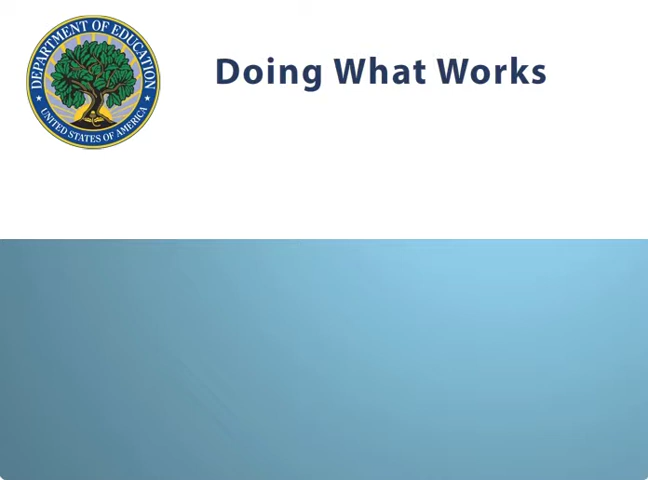 DEPARTMENT OF EDUCATION
UNITED STATES OF AMERICA
Doing What Works